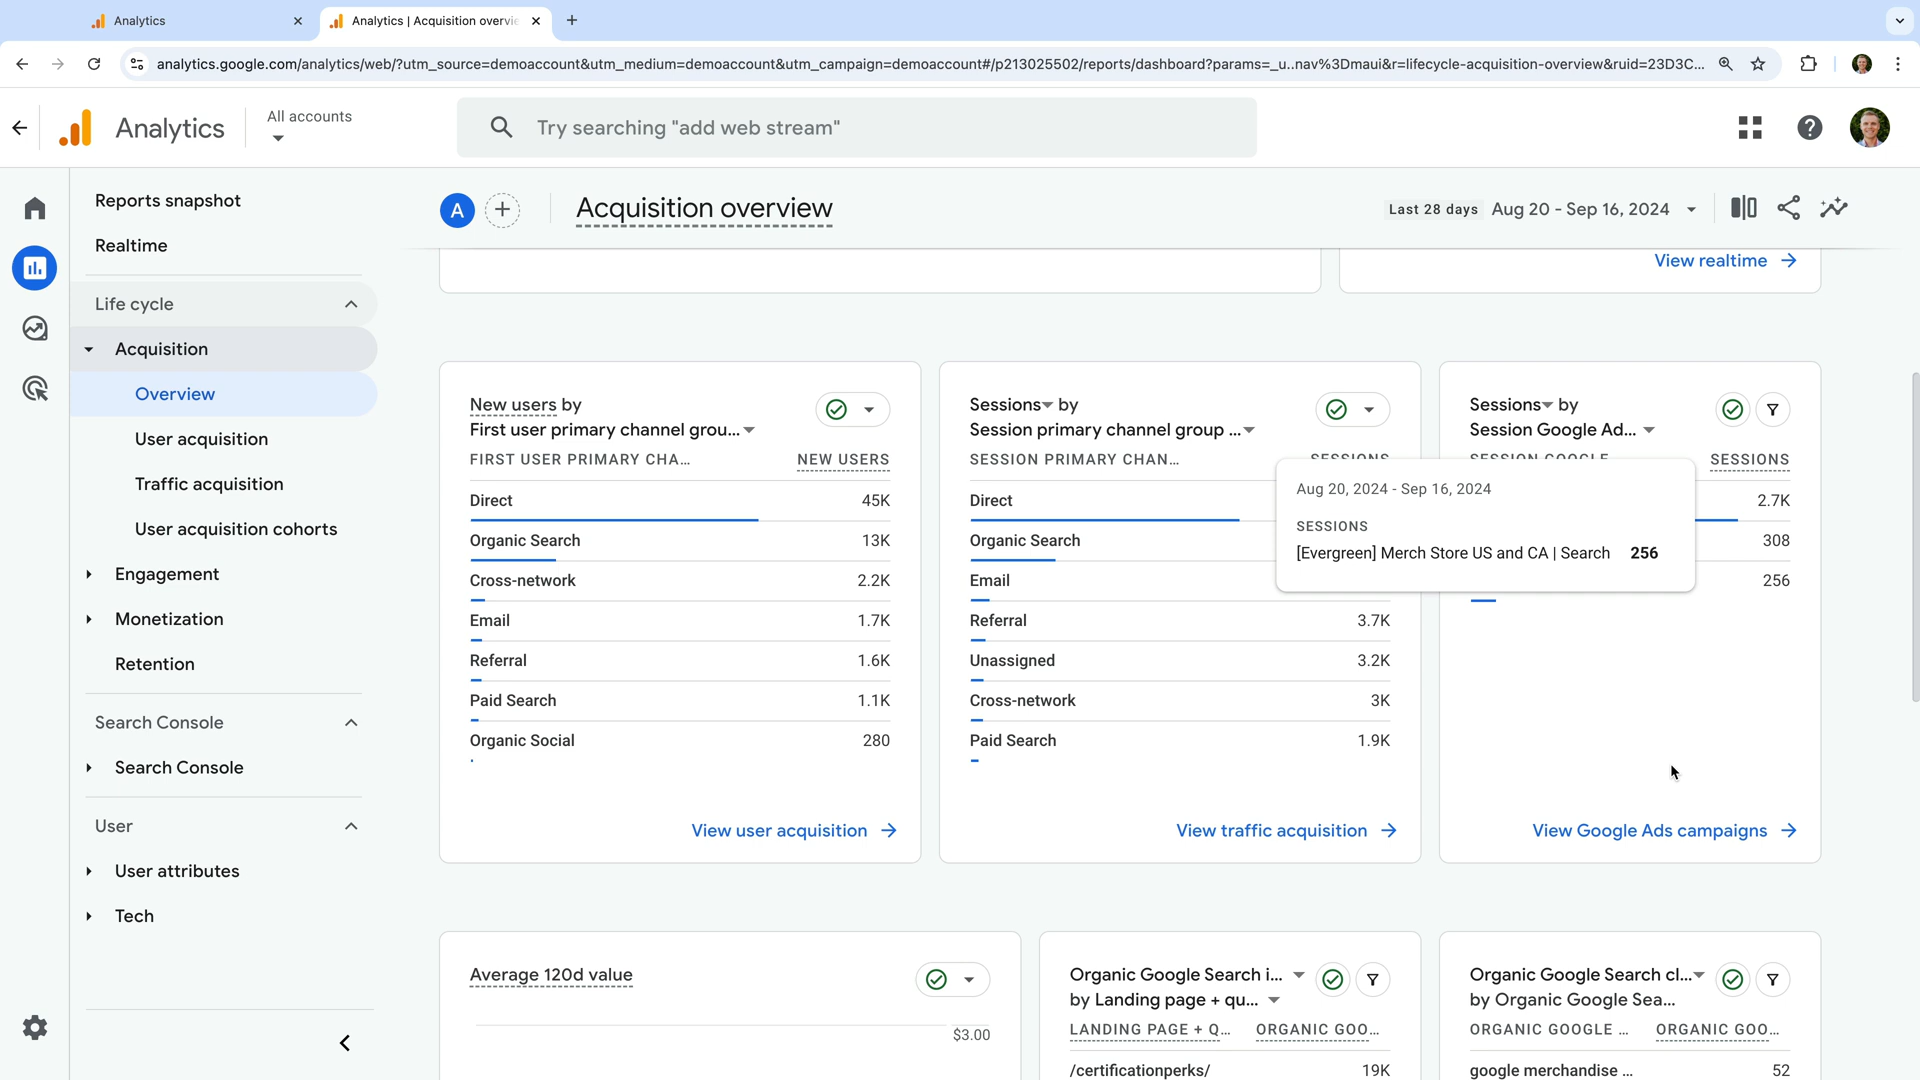 Analytics
Analytics | Acquisition overvie
analytics.google.com/analytics/web/?utm_source=demoaccount&utm_medium=demoaccount&utm_campaign=demoaccount#/p213025502/reports/dashboard?params=_u..nav%3Dmaui&r=lifecycle-acquisition-overview&ruid=23D3C...
Analytics
All accounts
Try searching "add web stream"
Reports snapshot
Realtime
Life cycle
Acquisition
Overview
User acquisition
Traffic acquisition
User acquisition cohorts
Engagement
Monetization
Retention
Search Console
Search Console
User
User attributes
Tech
A
Acquisition overview
Last 28 days Aug 20 - Sep 16, 2024
View realtime
New users by
First user primary channel grou...
FIRST USER PRIMARY CHA... NEW USERS
Direct 45K
Organic Search 13K
Cross-network 2.2K
Email 1.7K
Referral 1.6K
Paid Search 1.1K
Organic Social 280
View user acquisition
Sessions by
Session primary channel group ...
SESSION PRIMARY CHAN... SESSIONS
Direct
Organic Search
Email
Referral 3.7K
Unassigned 3.2K
Cross-network 3K
Paid Search 1.9K
View traffic acquisition
Sessions by
Session Google Ad...
SESSION GOOGLE SESSIONS
2.7K
308
256
Aug 20, 2024 - Sep 16, 2024
SESSIONS
[Evergreen] Merch Store US and CA | Search 256
View Google Ads campaigns
Average 120d value
$3.00
Organic Google Search i...
by Landing page + qu...
LANDING PAGE + Q... ORGANIC GOO...
/certificationperks/ 19K
Organic Google Search cl...
by Organic Google Sea...
ORGANIC GOOGLE ... ORGANIC GOO...
google merchandise ... 52